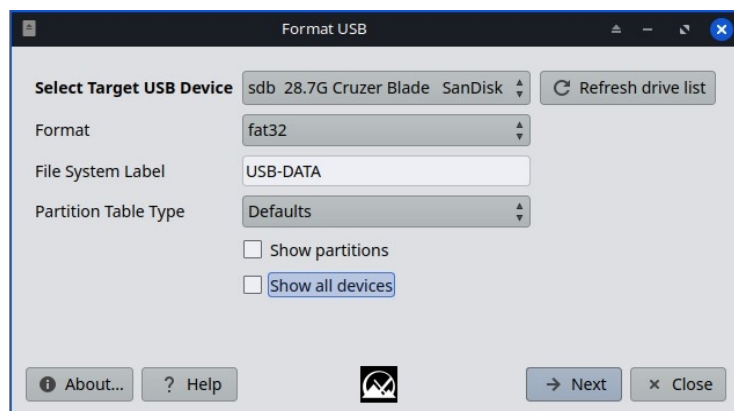 Format USB
Select Target USB Device sdb 28.7G Cruzer Blade SanDisk Refresh drive list
Format fat32
File System Label USB-DATA
Partition Table Type Defaults
Show partitions
Show all devices
About... ? Help Next Close